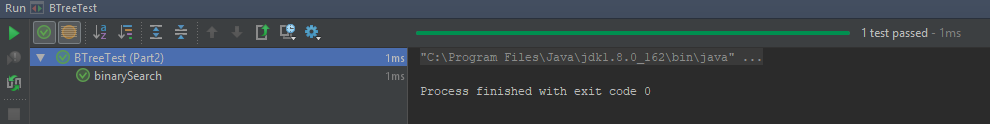 Run BTreeTest
1 test passed - 1ms
BTreeTest (Part2) 1ms
binarySearch 1ms
"C:\Program Files\Java\jdk1.8.0_162\bin\java" ...
Process finished with exit code 0